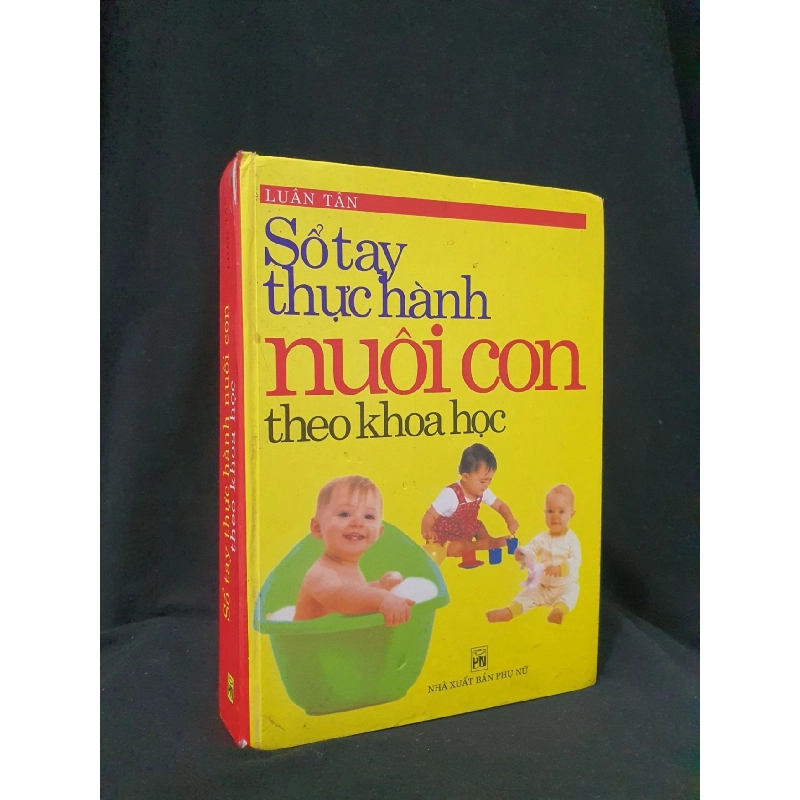 LUÂN TÂN
Sổ tay
thực hành
nuôi con
theo khoa học
PN
NHÀ XUẤT BẢN PHỤ NỮ
Sổ tay thực hành nuôi con
theo khoa học